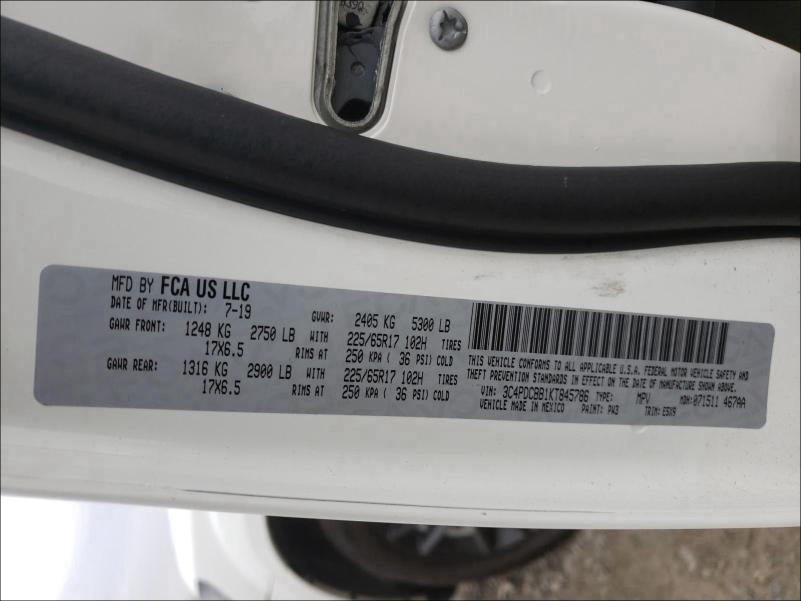 MFD BY FCA US LLC
DATE OF MFR(BUILT): 7-19 GVWR: 2405 KG 5300 LB
GAWR FRONT: 1248 KG 2750 LB WITH 225/65R17 102H TIRES
17X6.5 RIMS AT 250 KPA ( 36 PSI) COLD
GAWR REAR: 1316 KG 2900 LB WITH 225/65R17 102H TIRES
17X6.5 RIMS AT 250 KPA ( 36 PSI) COLD
THIS VEHICLE CONFORMS TO ALL APPLICABLE U.S.A. FEDERAL MOTOR VEHICLE SAFETY AND
THEFT PREVENTION STANDARDS IN EFFECT ON THE DATE OF MANUFACTURE SHOWN ABOVE.
VIN: 3C4PDCBB1KT845786 TYPE: MPV MDH: 071511 467AA
VEHICLE MADE IN MEXICO PAINT: PW3 TRIM: E5X9